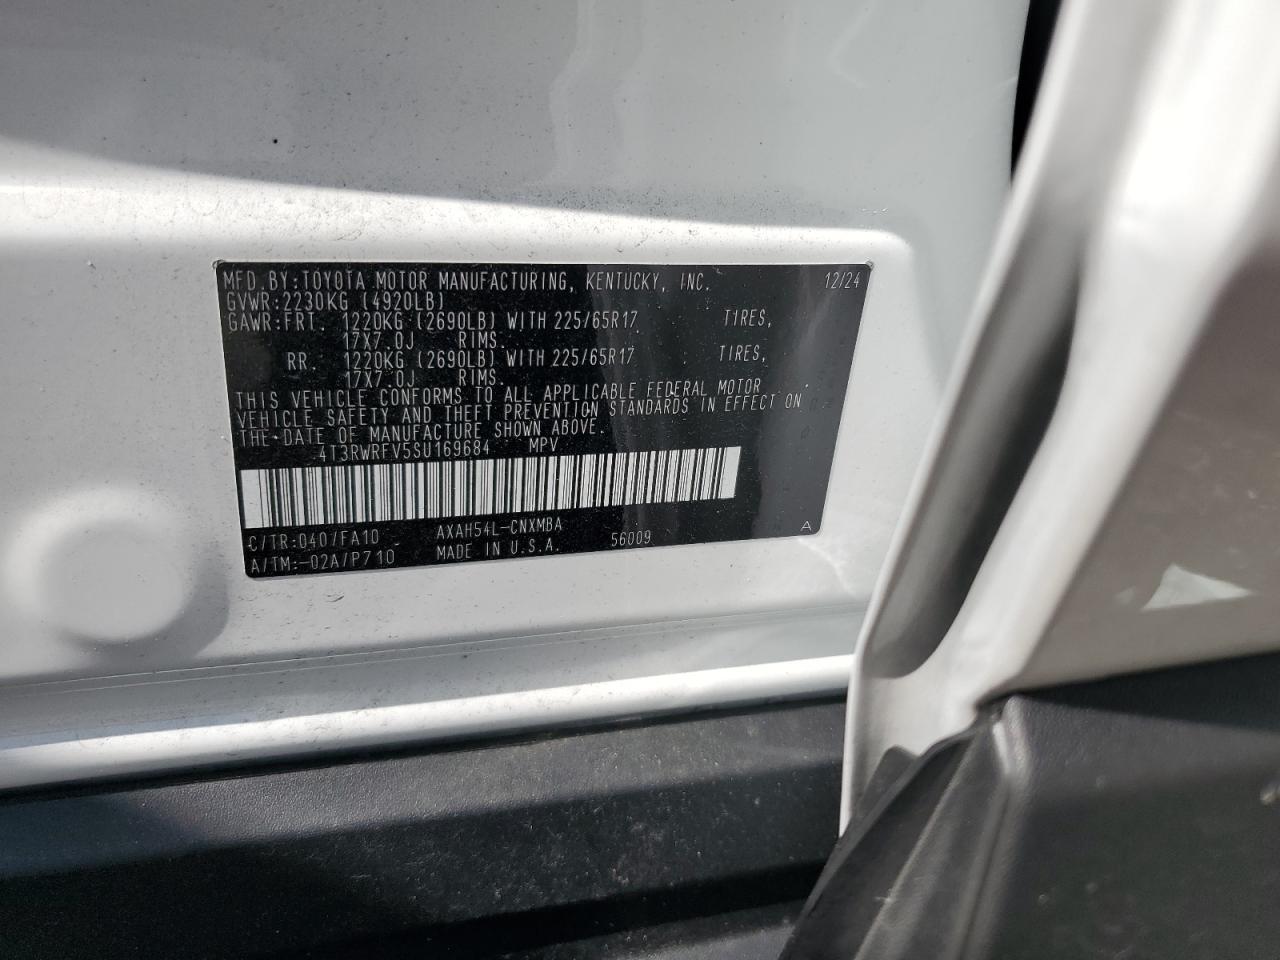 MFD.BY:TOYOTA MOTOR MANUFACTURING, KENTUCKY, INC. 12/24
GVWR:2230KG (4920LB)
GAWR:FRT. 1220KG (2690LB) WITH 225/65R17 TIRES,
17X7.0J RIMS.
RR. 1220KG (2690LB) WITH 225/65R17 TIRES,
17X7.0J RIMS.
THIS VEHICLE CONFORMS TO ALL APPLICABLE FEDERAL MOTOR
VEHICLE SAFETY AND THEFT PREVENTION STANDARDS IN EFFECT ON
THE DATE OF MANUFACTURE SHOWN ABOVE.
4T3RWRFV5SU169684 MPV
C/TR:040/FA10 AXAH54L-CNXMBA A
A/TM:-02A/P710 MADE IN U.S.A. 56009